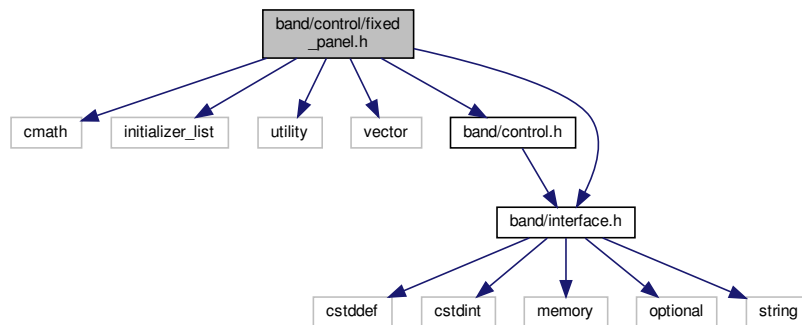 band/control/fixed
_panel.h
cmath
initializer_list
utility
vector
band/control.h
band/interface.h
cstddef
cstdint
memory
optional
string